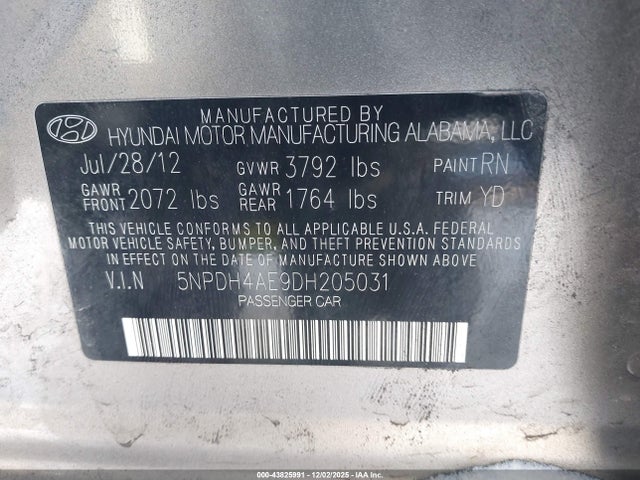 MANUFACTURED BY
HYUNDAI MOTOR MANUFACTURING ALABAMA, LLC
Jul/28/12 GVWR 3792 lbs PAINT RN
GAWR FRONT 2072 lbs GAWR REAR 1764 lbs TRIM YD
THIS VEHICLE CONFORMS TO ALL APPLICABLE U.S.A. FEDERAL
MOTOR VEHICLE SAFETY, BUMPER, AND THEFT PREVENTION STANDARDS
IN EFFECT ON THE DATE OF MANUFACTURE SHOWN ABOVE
V.I.N 5NPDH4AE9DH205031
PASSENGER CAR
000-43825991 - 12/02/2025 - IAA Inc.